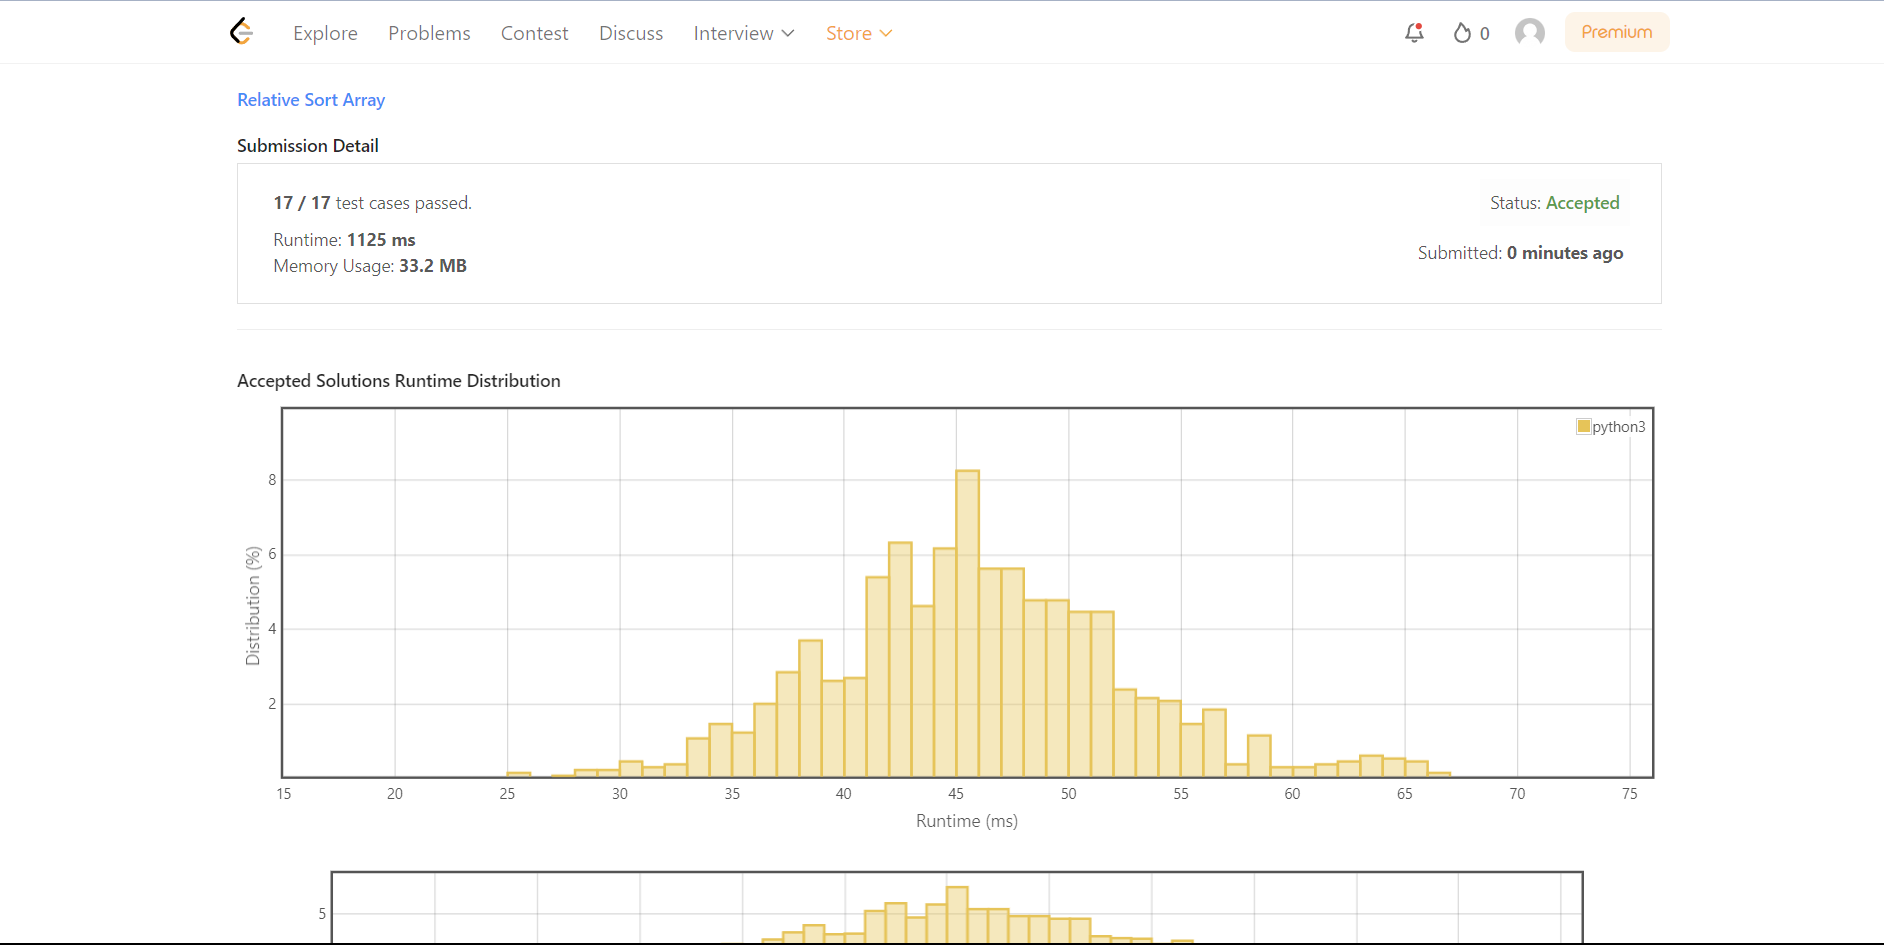 Explore Problems Contest Discuss Interview Store 0 Premium
Relative Sort Array
Submission Detail
17 / 17 test cases passed.
Status: Accepted
Runtime: 1125 ms
Memory Usage: 33.2 MB
Submitted: 0 minutes ago
Accepted Solutions Runtime Distribution
python3
8
6
4
2
Distribution (%)
15 20 25 30 35 40 45 50 55 60 65 70 75
Runtime (ms)
5